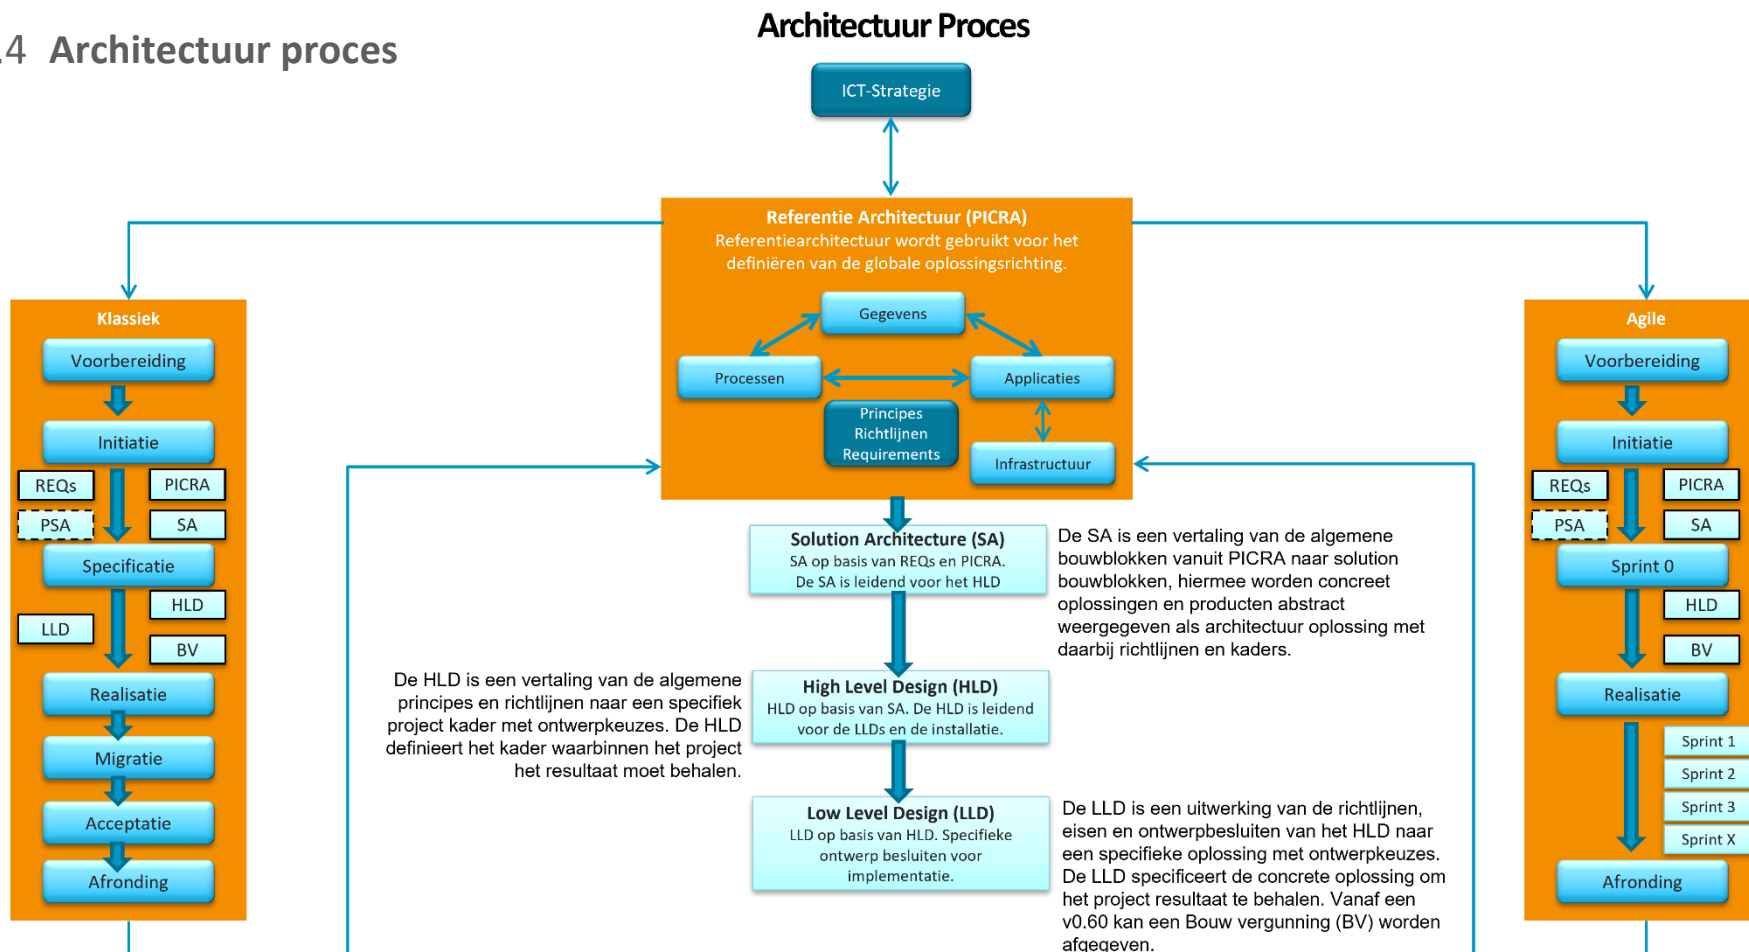 .4 Architectuur proces
Architectuur Proces
ICT-Strategie
Referentie Architectuur (PICRA)
Referentiearchitectuur wordt gebruikt voor het
definiëren van de globale oplossingsrichting.
Gegevens
Processen
Applicaties
Principes
Richtlijnen
Requirements
Infrastructuur
Klassiek
Voorbereiding
Initiatie
REQs
PICRA
PSA
SA
Specificatie
HLD
LLD
BV
Realisatie
Migratie
Acceptatie
Afronding
Solution Architecture (SA)
SA op basis van REQs en PICRA.
De SA is leidend voor het HLD
De SA is een vertaling van de algemene
bouwblokken vanuit PICRA naar solution
bouwblokken, hiermee worden concreet
oplossingen en producten abstract
weergegeven als architectuur oplossing met
daarbij richtlijnen en kaders.
De HLD is een vertaling van de algemene
principes en richtlijnen naar een specifiek
project kader met ontwerpkeuzes. De HLD
definieert het kader waarbinnen het project
het resultaat moet behalen.
High Level Design (HLD)
HLD op basis van SA. De HLD is leidend
voor de LLDs en de installatie.
Low Level Design (LLD)
LLD op basis van HLD. Specifieke
ontwerp besluiten voor
implementatie.
De LLD is een uitwerking van de richtlijnen,
eisen en ontwerpbesluiten van het HLD naar
een specifieke oplossing met ontwerpkeuzes.
De LLD specificeert de concrete oplossing om
het project resultaat te behalen. Vanaf een
v0.60 kan een Bouw vergunning (BV) worden
afgegeven.
Agile
Voorbereiding
Initiatie
REQs
PICRA
PSA
SA
Sprint 0
HLD
BV
Realisatie
Sprint 1
Sprint 2
Sprint 3
Sprint X
Afronding